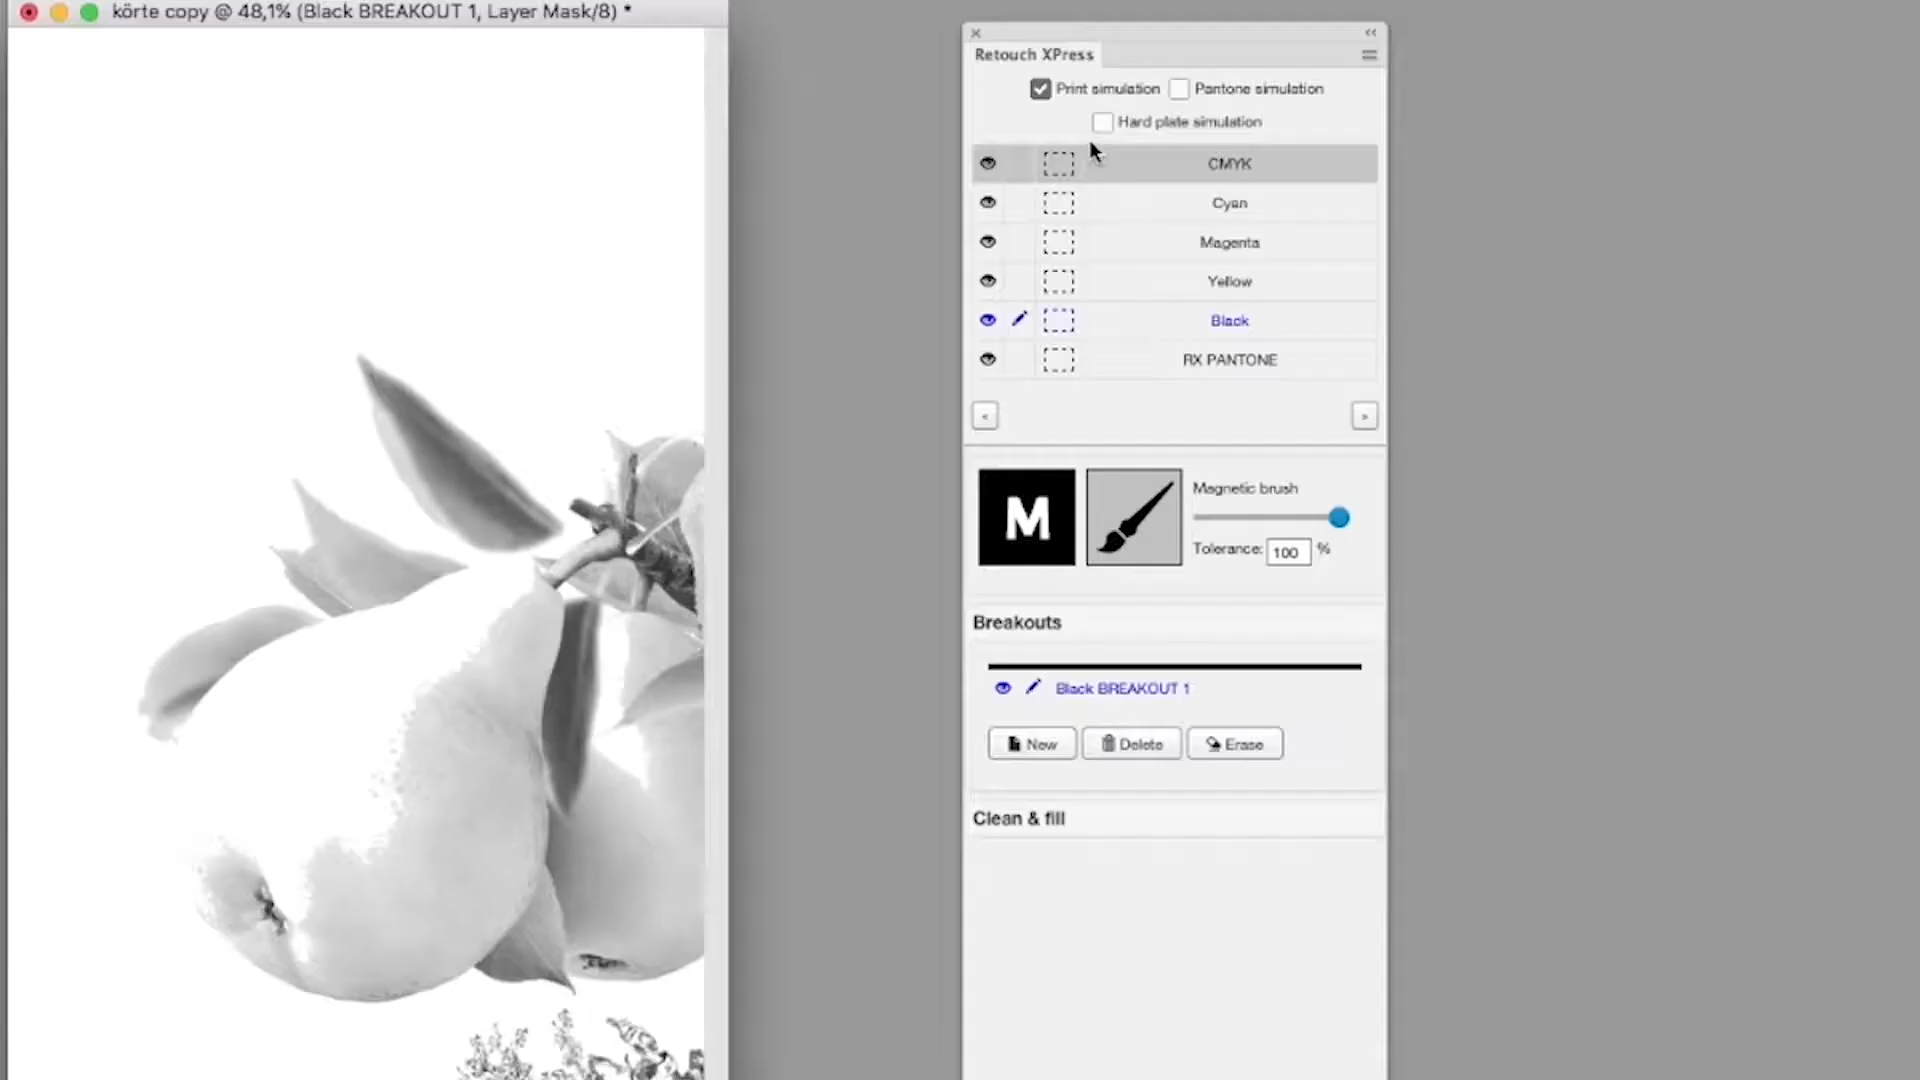 körte copy @ 48,1% (Black BREAKOUT 1, Layer Mask/8) *
Retouch XPress
Print simulation Pantone simulation
Hard plate simulation
CMYK
Cyan
Magenta
Yellow
Black
RX PANTONE
M
Magnetic brush
Tolerance: 100 %
Breakouts
Black BREAKOUT 1
New Delete Erase
Clean & fill